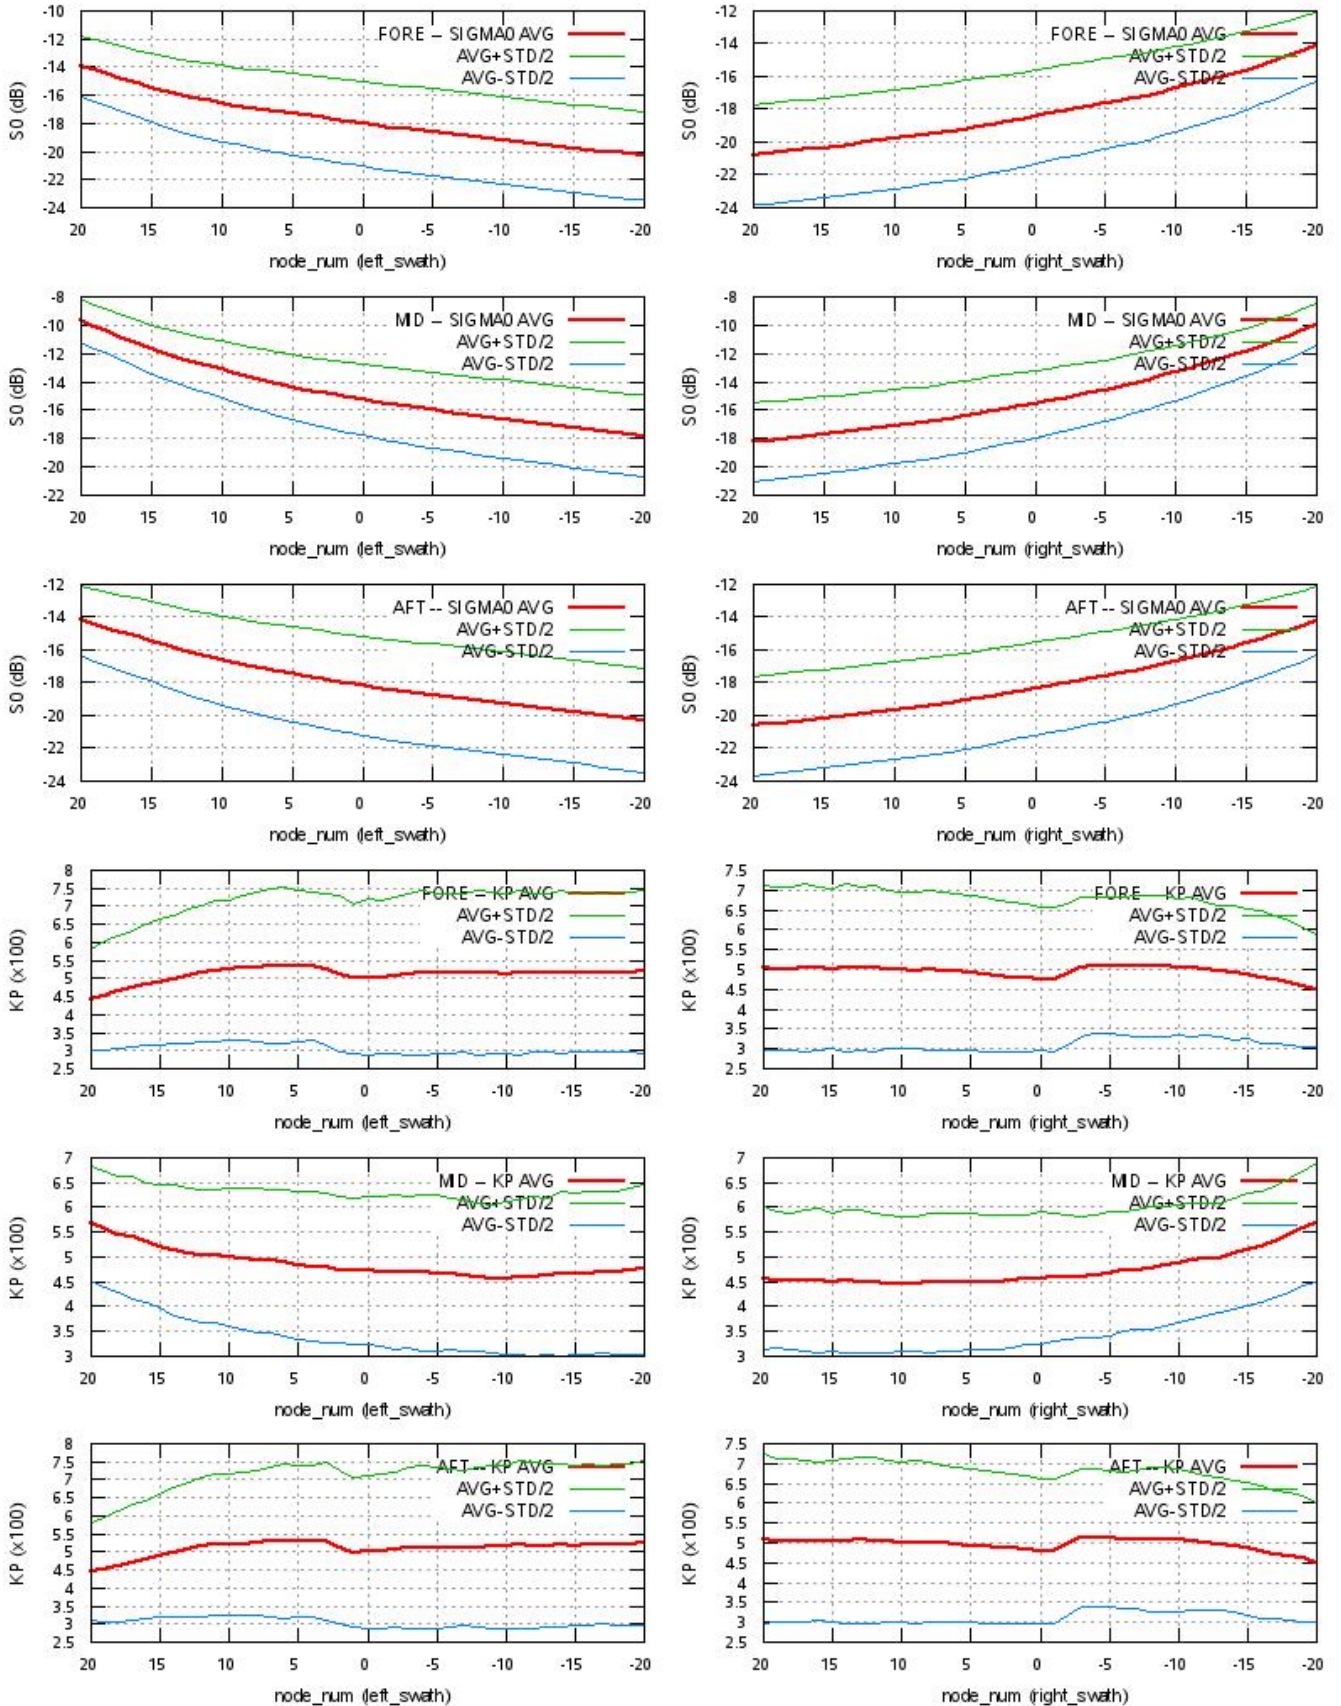 -10
-12
-14
-16
-18
-20
-22
-24
S0 (dB)
FORE -- SIGMA0 AVG
AVG+STD/2
AVG-STD/2
20 15 10 5 0 -5 -10 -15 -20
node_num (left_swath)
-12
-14
-16
-18
-20
-22
-24
S0 (dB)
FORE -- SIGMA0 AVG
AVG+STD/2
AVG-STD/2
20 15 10 5 0 -5 -10 -15 -20
node_num (right_swath)
-8
-10
-12
-14
-16
-18
-20
-22
S0 (dB)
MID -- SIGMA0 AVG
AVG+STD/2
AVG-STD/2
20 15 10 5 0 -5 -10 -15 -20
node_num (left_swath)
-8
-10
-12
-14
-16
-18
-20
-22
S0 (dB)
MID -- SIGMA0 AVG
AVG+STD/2
AVG-STD/2
20 15 10 5 0 -5 -10 -15 -20
node_num (right_swath)
-12
-14
-16
-18
-20
-22
-24
S0 (dB)
AFT -- SIGMA0 AVG
AVG+STD/2
AVG-STD/2
20 15 10 5 0 -5 -10 -15 -20
node_num (left_swath)
-12
-14
-16
-18
-20
-22
-24
S0 (dB)
AFT -- SIGMA0 AVG
AVG+STD/2
AVG-STD/2
20 15 10 5 0 -5 -10 -15 -20
node_num (right_swath)
8
7.5
7
6.5
6
5.5
5
4.5
4
3.5
3
2.5
KP (x100)
FORE -- KP AVG
AVG+STD/2
AVG-STD/2
20 15 10 5 0 -5 -10 -15 -20
node_num (left_swath)
7.5
7
6.5
6
5.5
5
4.5
4
3.5
3
2.5
KP (x100)
FORE -- KP AVG
AVG+STD/2
AVG-STD/2
20 15 10 5 0 -5 -10 -15 -20
node_num (right_swath)
7
6.5
6
5.5
5
4.5
4
3.5
3
KP (x100)
MID -- KP AVG
AVG+STD/2
AVG-STD/2
20 15 10 5 0 -5 -10 -15 -20
node_num (left_swath)
7
6.5
6
5.5
5
4.5
4
3.5
3
KP (x100)
MID -- KP AVG
AVG+STD/2
AVG-STD/2
20 15 10 5 0 -5 -10 -15 -20
node_num (right_swath)
8
7.5
7
6.5
6
5.5
5
4.5
4
3.5
3
2.5
KP (x100)
AFT -- KP AVG
AVG+STD/2
AVG-STD/2
20 15 10 5 0 -5 -10 -15 -20
node_num (left_swath)
7.5
7
6.5
6
5.5
5
4.5
4
3.5
3
2.5
KP (x100)
AFT -- KP AVG
AVG+STD/2
AVG-STD/2
20 15 10 5 0 -5 -10 -15 -20
node_num (right_swath)